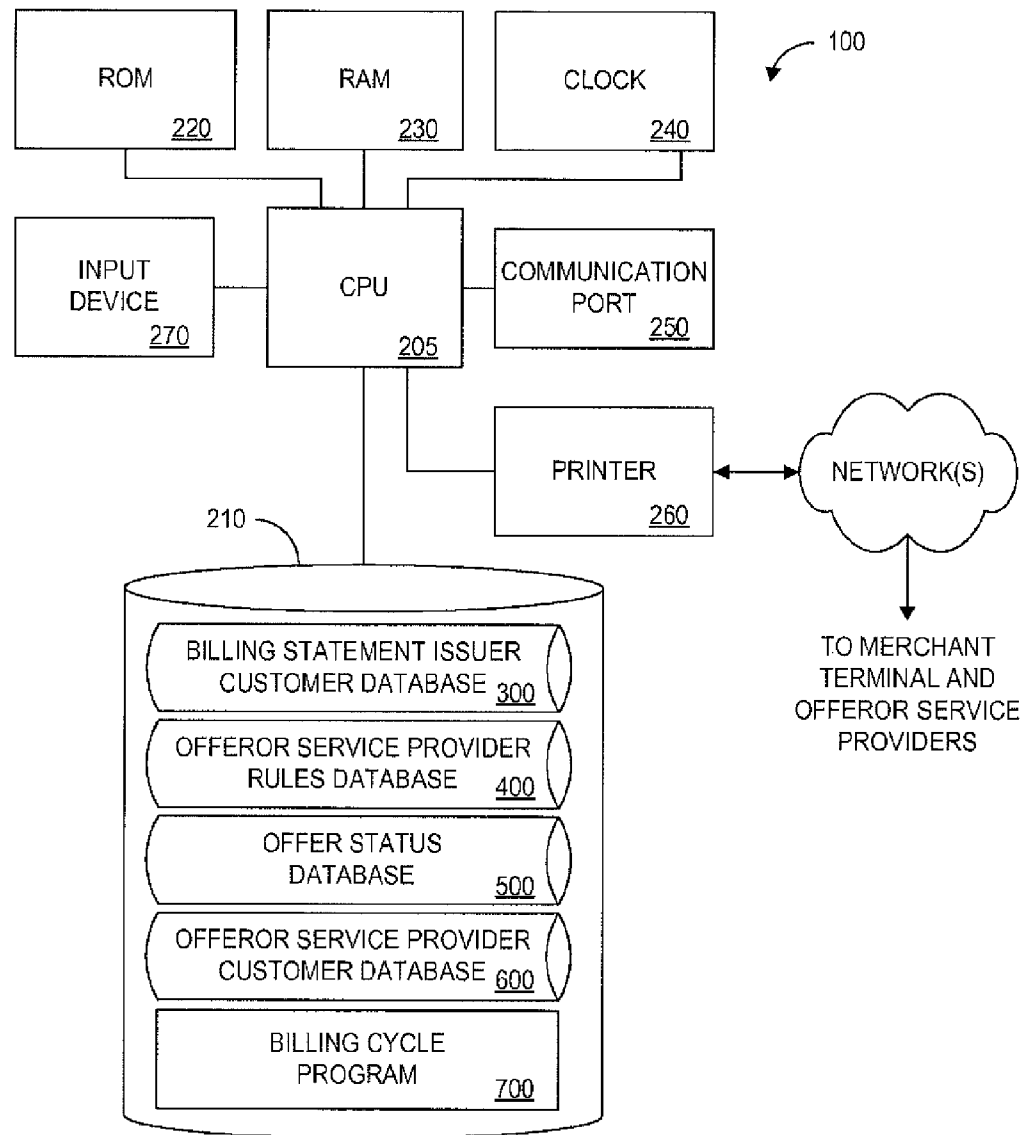 ROM
220
RAM
230
CLOCK
240
100
INPUT
DEVICE
270
CPU
205
COMMUNICATION
PORT
250
PRINTER
260
NETWORK(S)
210
TO MERCHANT
TERMINAL AND
OFFEROR SERVICE
PROVIDERS
BILLING STATEMENT ISSUER
CUSTOMER DATABASE 300
OFFEROR SERVICE PROVIDER
RULES DATABASE 400
OFFER STATUS
DATABASE 500
OFFEROR SERVICE PROVIDER
CUSTOMER DATABASE 600
BILLING CYCLE
PROGRAM 700